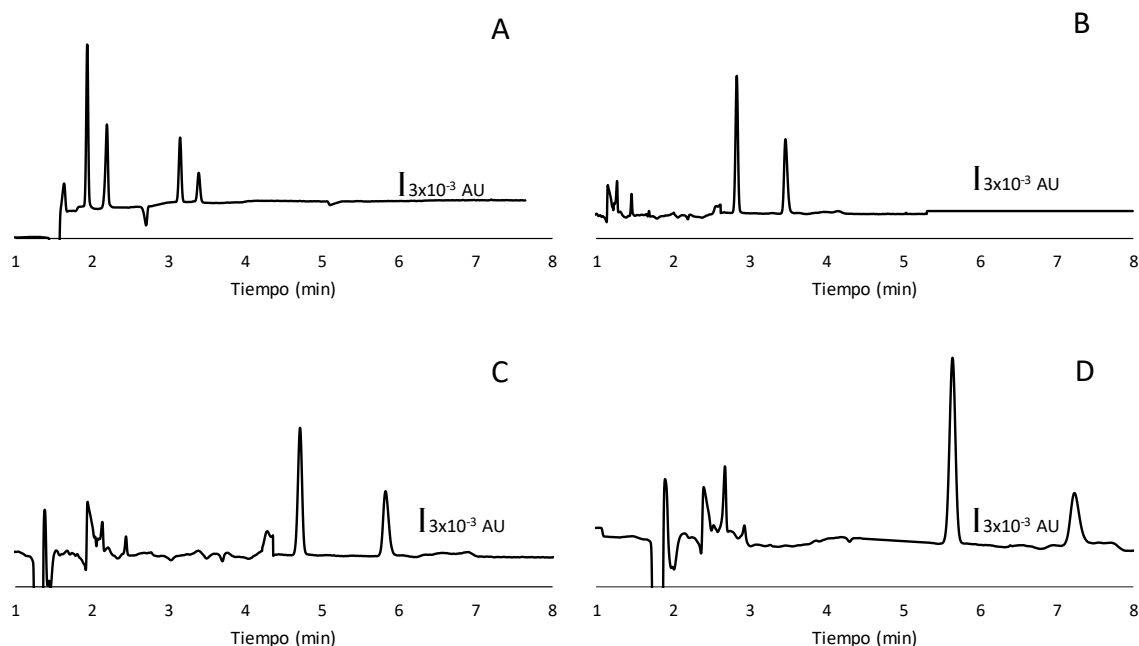 A
3x10-3 AU
1 2 3 4 5 6 7 8
Tiempo (min)
B
3x10-3 AU
1 2 3 4 5 6 7 8
Tiempo (min)
C
3x10-3 AU
1 2 3 4 5 6 7 8
Tiempo (min)
D
3x10-3 AU
1 2 3 4 5 6 7 8
Tiempo (min)